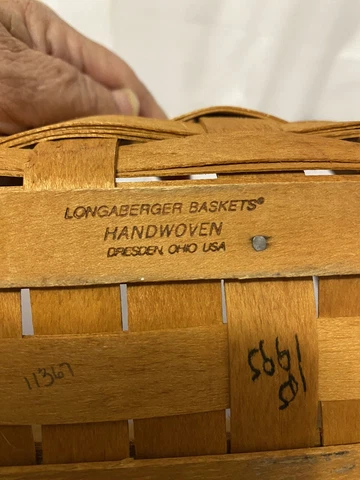 LONGABERGER BASKETS®
HANDWOVEN
DRESDEN, OHIO USA
11367
1995